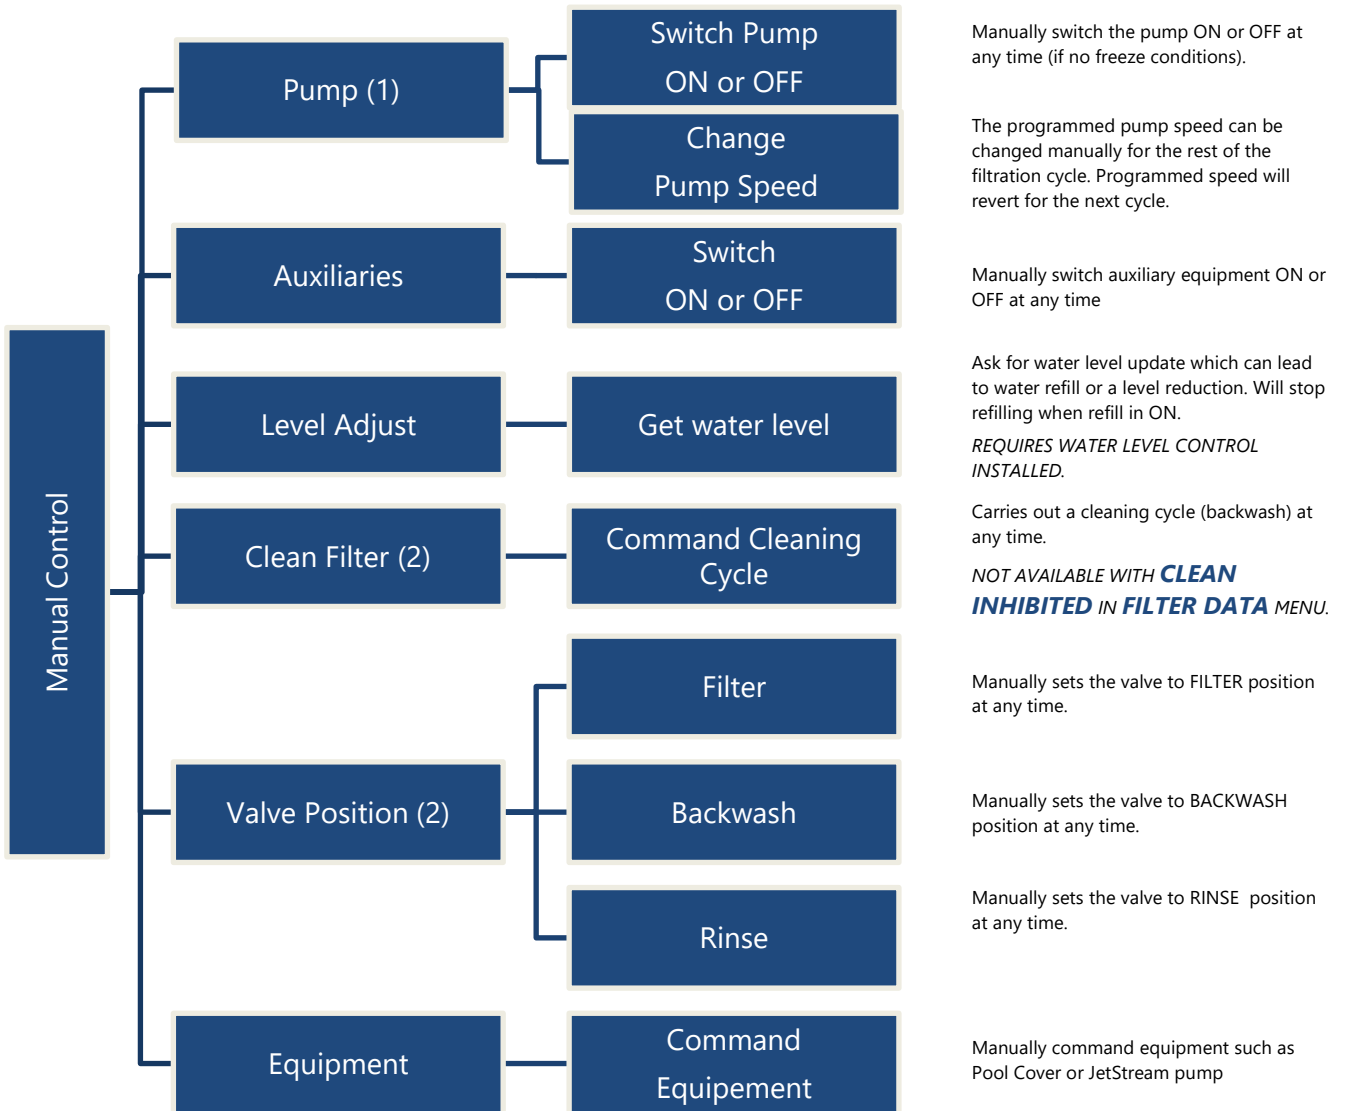 Manual Control
Pump (1)
Switch Pump
ON or OFF
Manually switch the pump ON or OFF at
any time (if no freeze conditions).
Change
Pump Speed
The programmed pump speed can be
changed manually for the rest of the
filtration cycle. Programmed speed will
revert for the next cycle.
Auxiliaries
Switch
ON or OFF
Manually switch auxiliary equipment ON or
OFF at any time
Level Adjust
Get water level
Ask for water level update which can lead
to water refill or a level reduction. Will stop
refilling when refill in ON.
REQUIRES WATER LEVEL CONTROL
INSTALLED.
Clean Filter (2)
Command Cleaning
Cycle
Carries out a cleaning cycle (backwash) at
any time.
NOT AVAILABLE WITH CLEAN
INHIBITED IN FILTER DATA MENU.
Valve Position (2)
Filter
Manually sets the valve to FILTER position
at any time.
Backwash
Manually sets the valve to BACKWASH
position at any time.
Rinse
Manually sets the valve to RINSE position
at any time.
Equipment
Command
Equipement
Manually command equipment such as
Pool Cover or JetStream pump